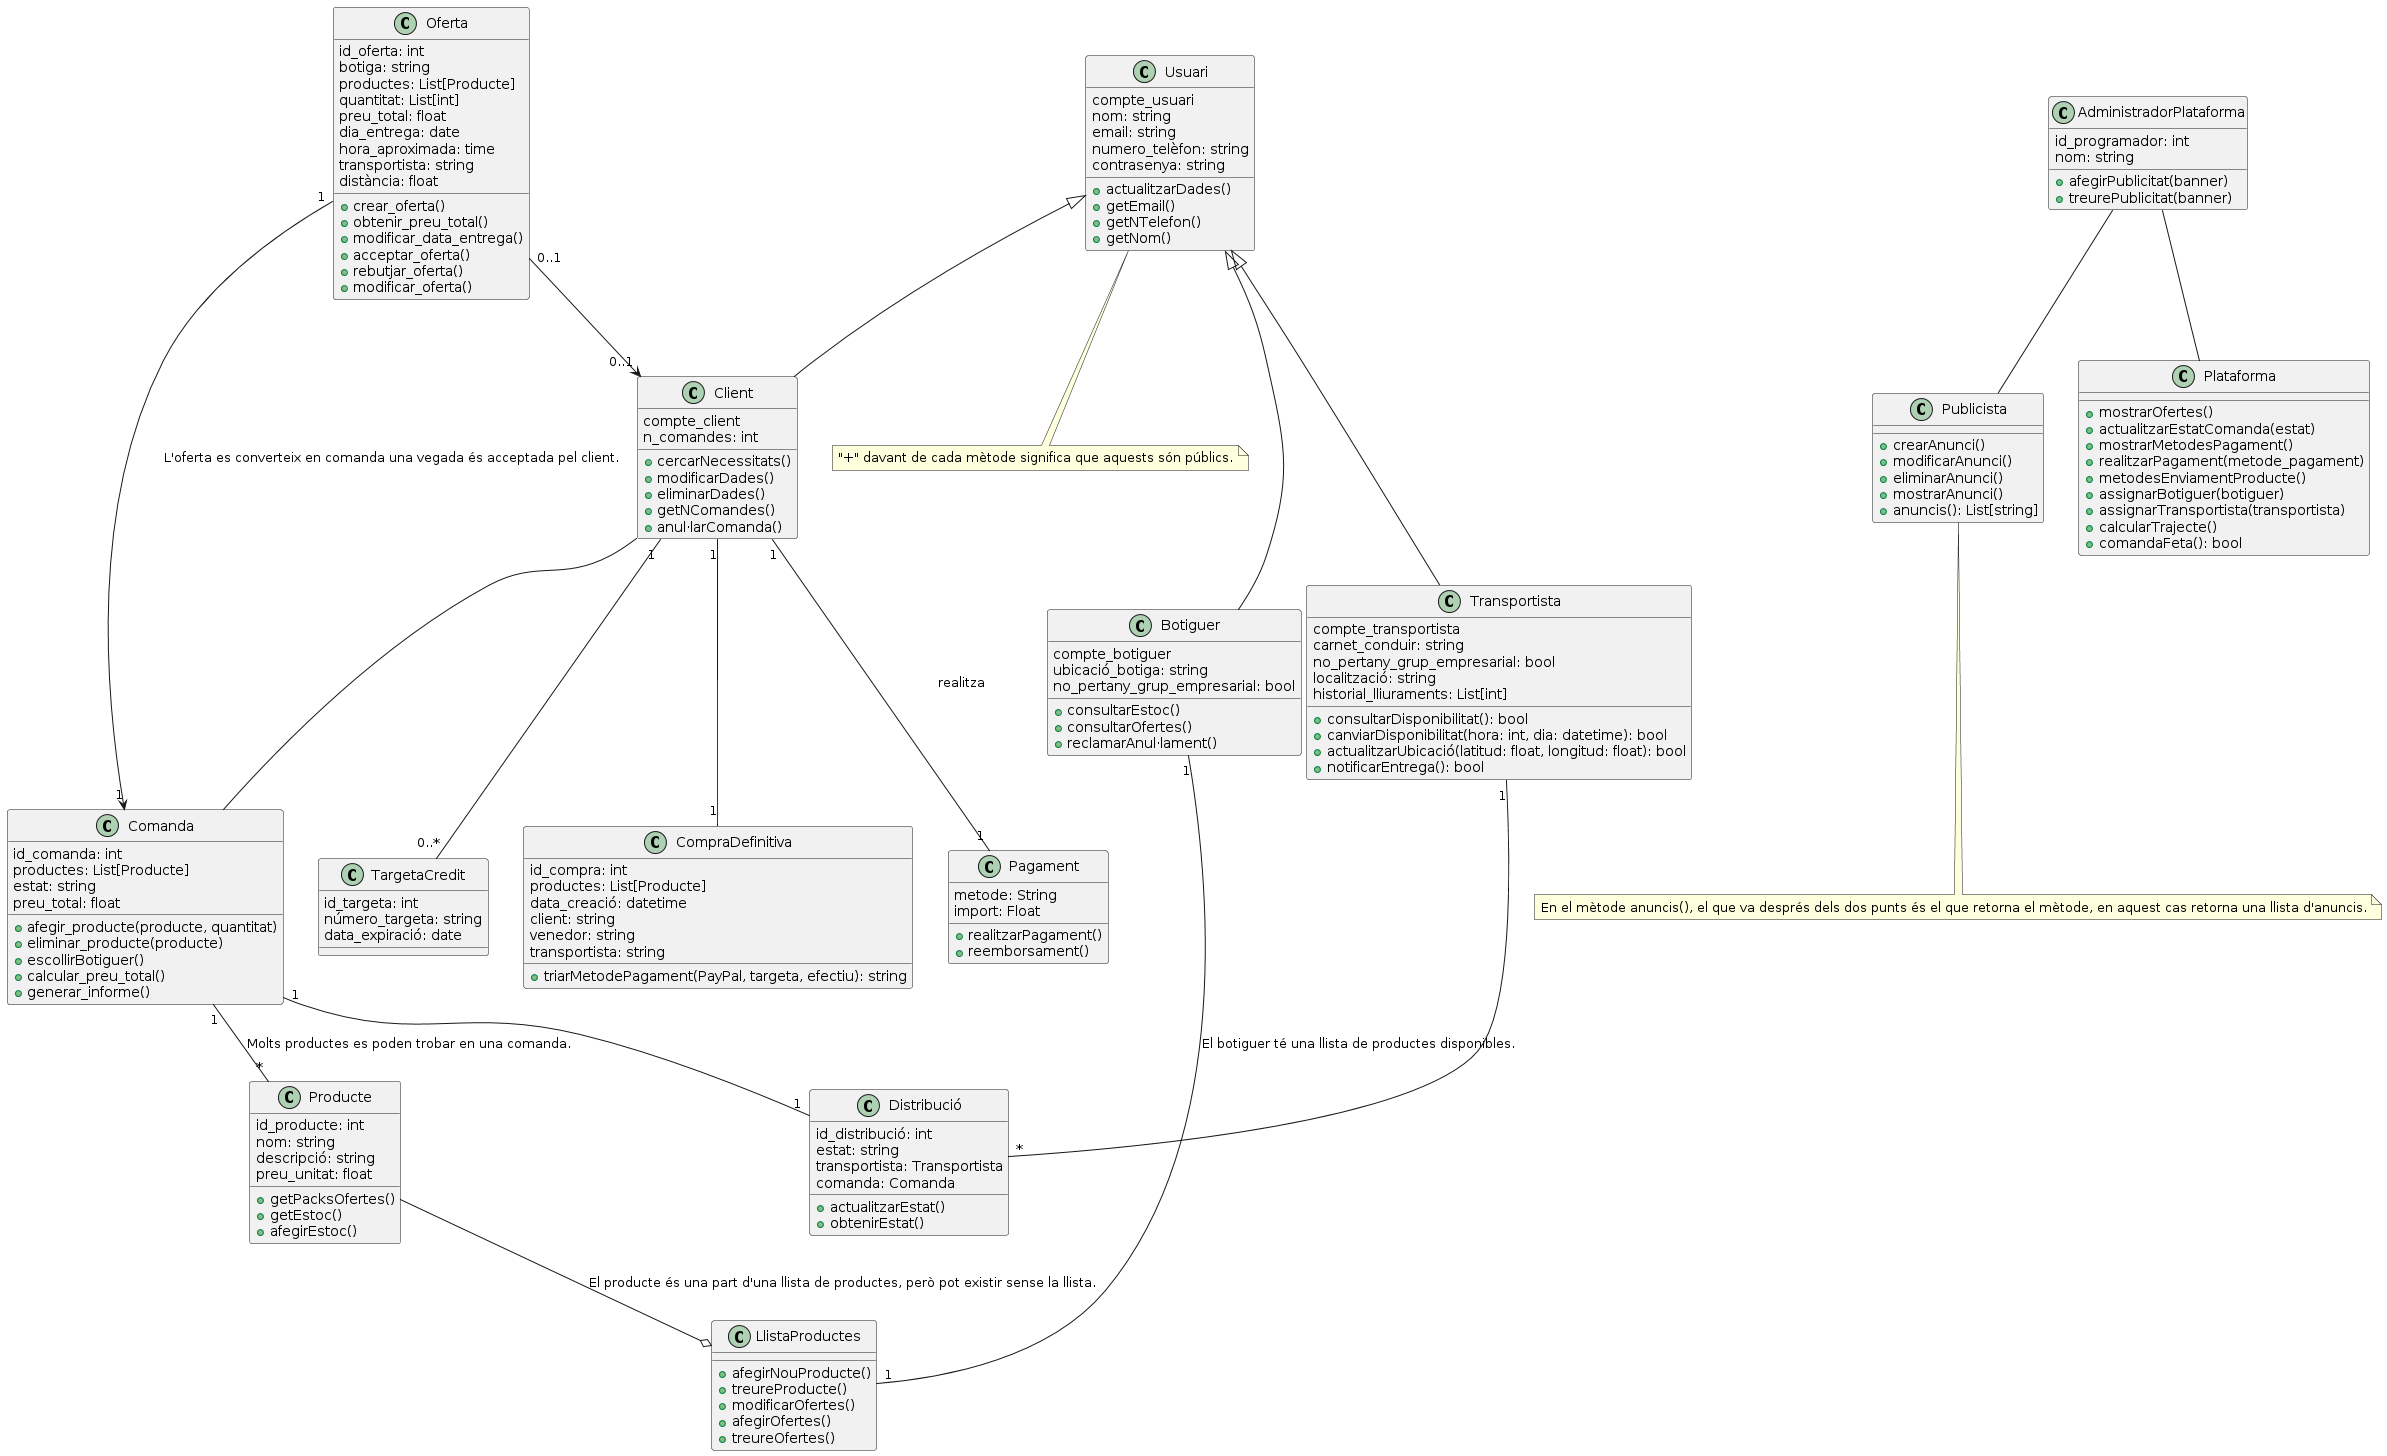 Oferta
id_oferta: int
botiga: string
productes: List[Producte]
quantitat: List[int]
preu_total: float
dia_entrega: date
hora_aproximada: time
transportista: string
distància: float
crear_oferta()
obtenir_preu_total()
modificar_data_entrega()
acceptar_oferta()
rebutjar_oferta()
modificar_oferta()
Usuari
compte_usuari
nom: string
email: string
numero_telèfon: string
contrasenya: string
actualitzarDades()
getEmail()
getNTelefon()
getNom()
AdministradorPlataforma
id_programador: int
nom: string
afegirPublicitat(banner)
treurePublicitat(banner)
1
0..1
0..1
L'oferta es converteix en comanda una vegada és acceptada pel client.
1
Client
compte_client
n_comandes: int
cercarNecessitats()
modificarDades()
eliminarDades()
getNComandes()
anul·larComanda()
"+" davant de cada mètode significa que aquests són públics.
Publicista
crearAnunci()
modificarAnunci()
eliminarAnunci()
mostrarAnunci()
anuncis(): List[string]
Plataforma
mostrarOfertes()
actualitzarEstatComanda(estat)
mostrarMetodesPagament()
realitzarPagament(metode_pagament)
metodesEnviamentProducte()
assignarBotiguer(botiguer)
assignarTransportista(transportista)
calcularTrajecte()
comandaFeta(): bool
1
1
1
0..*
1
realitza
1
Botiguer
compte_botiguer
ubicació_botiga: string
no_pertany_grup_empresarial: bool
consultarEstoc()
consultarOfertes()
reclamarAnul·lament()
Transportista
compte_transportista
carnet_conduir: string
no_pertany_grup_empresarial: bool
localització: string
historial_lliuraments: List[int]
consultarDisponibilitat(): bool
canviarDisponibilitat(hora: int, dia: datetime): bool
actualitzarUbicació(latitud: float, longitud: float): bool
notificarEntrega(): bool
Comanda
id_comanda: int
productes: List[Producte]
estat: string
preu_total: float
afegir_producte(producte, quantitat)
eliminar_producte(producte)
escollirBotiguer()
calcular_preu_total()
generar_informe()
TargetaCredit
id_targeta: int
número_targeta: string
data_expiració: date
CompraDefinitiva
id_compra: int
productes: List[Producte]
data_creació: datetime
client: string
venedor: string
transportista: string
triarMetodePagament(PayPal, targeta, efectiu): string
Pagament
metode: String
import: Float
realitzarPagament()
reemborsament()
En el mètode anuncis(), el que va després dels dos punts és el que retorna el mètode, en aquest cas retorna una llista d'anuncis.
1
Molts productes es poden trobar en una comanda.
*
1
1
1
El botiguer té una llista de productes disponibles.
1
1
*
Producte
id_producte: int
nom: string
descripció: string
preu_unitat: float
getPacksOfertes()
getEstoc()
afegirEstoc()
Distribució
id_distribució: int
estat: string
transportista: Transportista
comanda: Comanda
actualitzarEstat()
obtenirEstat()
El producte és una part d'una llista de productes, però pot existir sense la llista.
LlistaProductes
afegirNouProducte()
treureProducte()
modificarOfertes()
afegirOfertes()
treureOfertes()